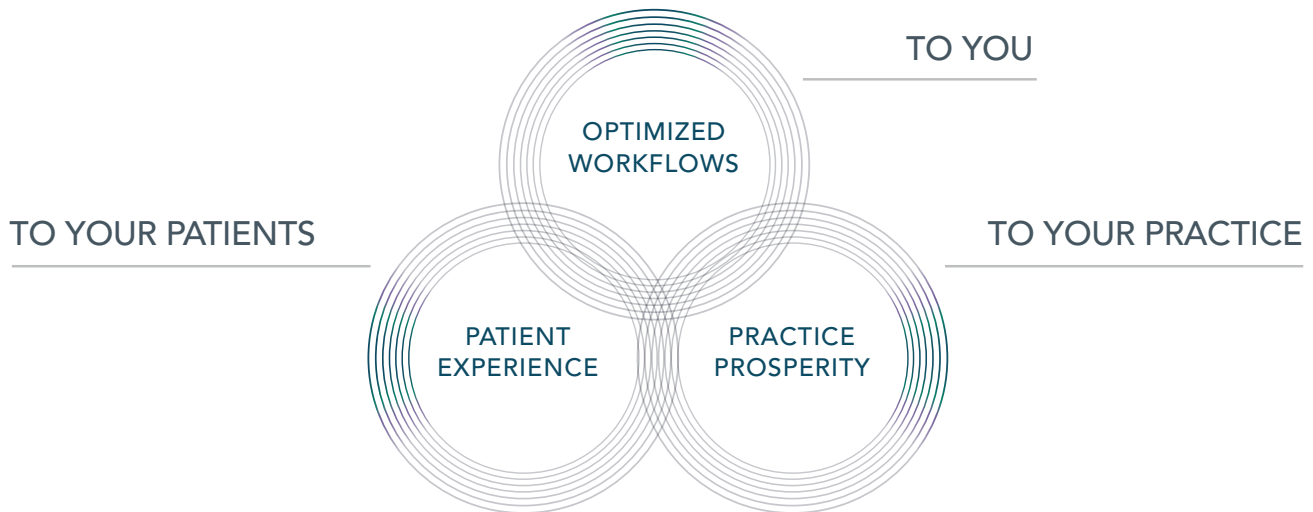 TO YOU
OPTIMIZED
WORKFLOWS
TO YOUR PATIENTS
TO YOUR PRACTICE
PATIENT
EXPERIENCE
PRACTICE
PROSPERITY